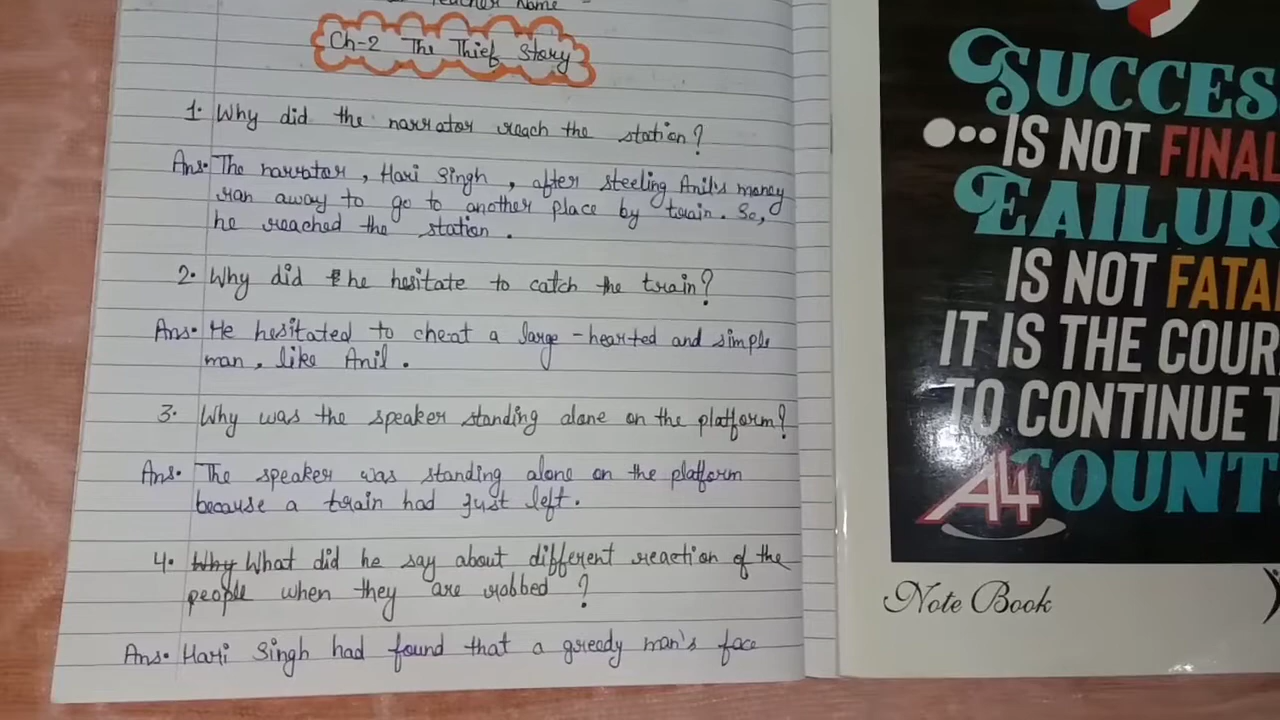 Teacher Name -
Ch-2 The Thief Story
1. Why did the narrator reach the station?
Ans. The narrator, Hari Singh, after steeling Anil's money
ran away to go to another place by train. So,
he reached the station.
2. Why did he hesitate to catch the train?
Ans. He hesitated to cheat a large-hearted and simple
man, like Anil.
3. Why was the speaker standing alone on the platform?
Ans. The speaker was standing alone on the platform
because a train had just left.
4. Why What did he say about different reaction of the
people when they are robbed ?
Ans. Hari Singh had found that a greedy man's face
SUCCES
IS NOT FINAL
FAILUR
IS NOT FATA
IT IS THE COUR
TO CONTINUE T
COUNT
A4
Note Book